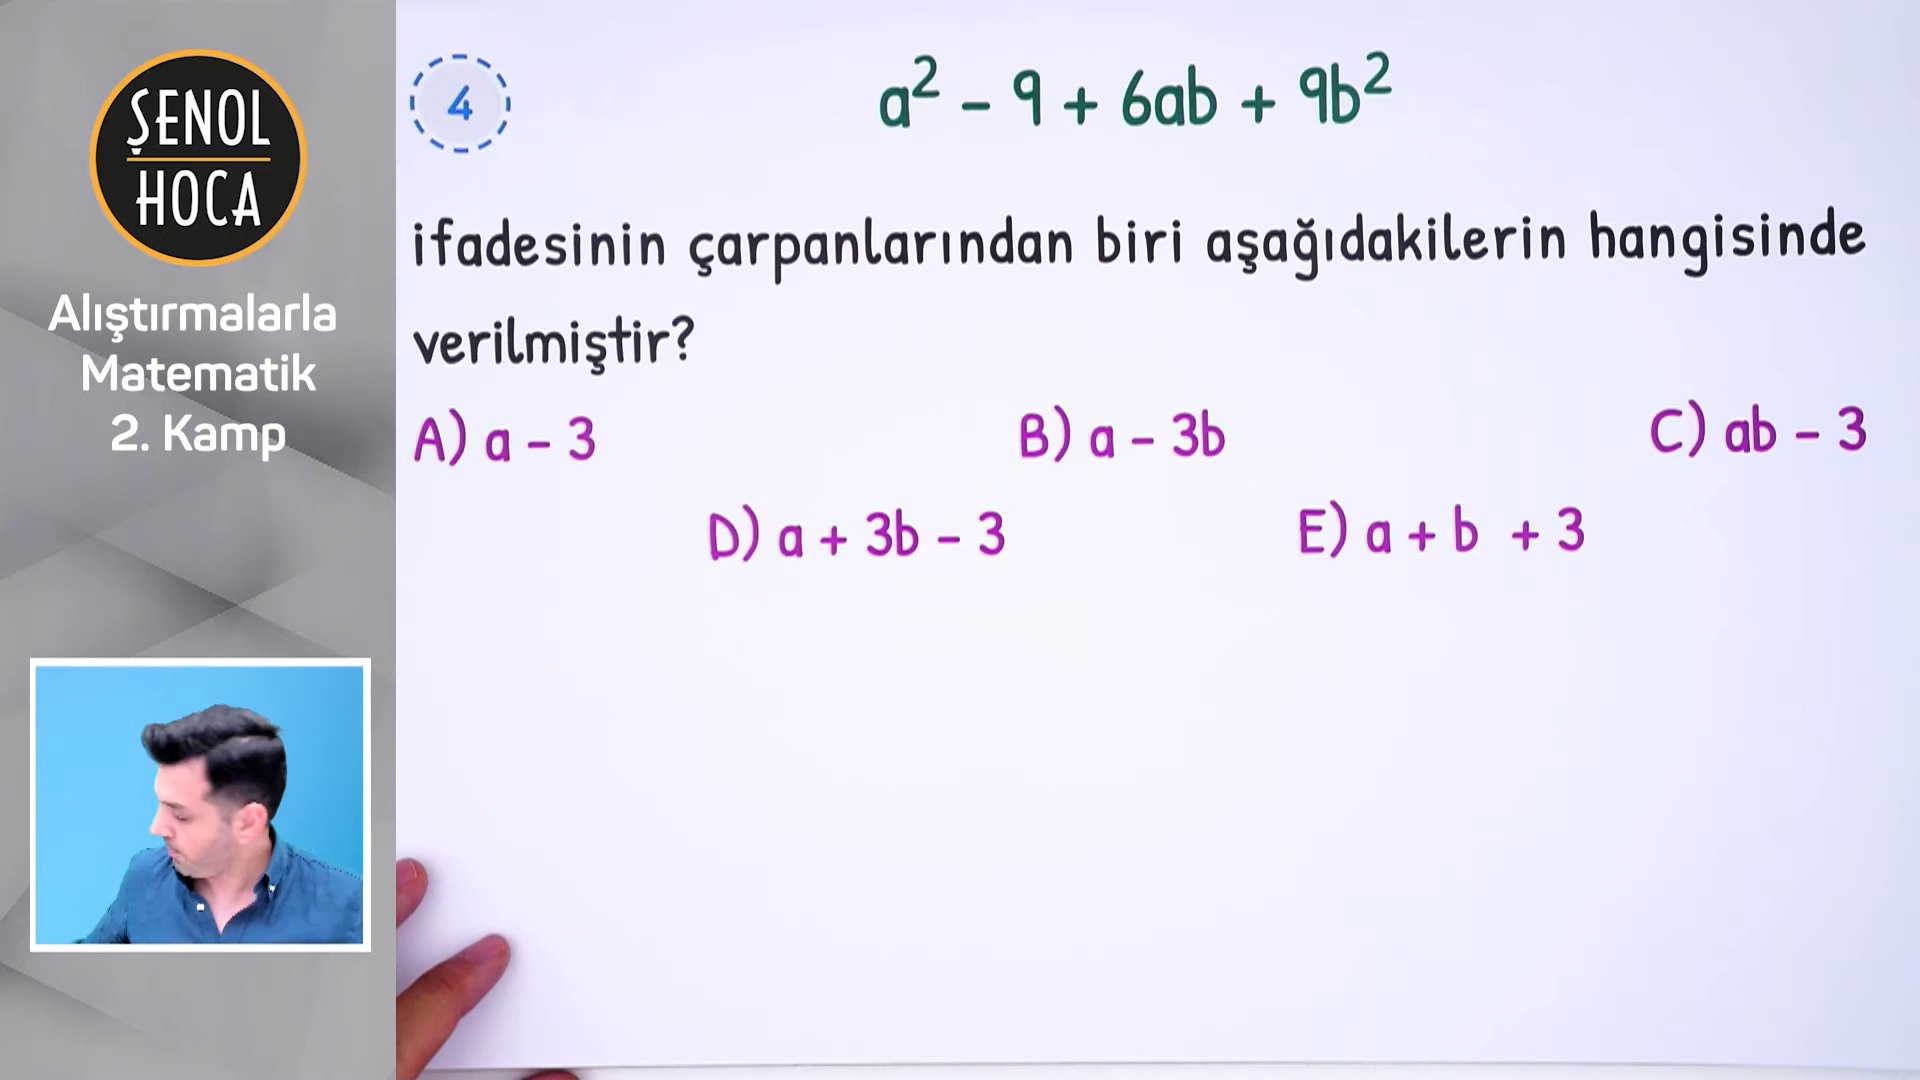 ŞENOL
HOCA
Alıştırmalarla
Matematik
2. Kamp
4
a² - 9 + 6ab + 9b²
ifadesinin çarpanlarından biri aşağıdakilerin hangisinde
verilmiştir?
A) a - 3 B) a - 3b C) ab - 3
D) a + 3b - 3 E) a + b + 3